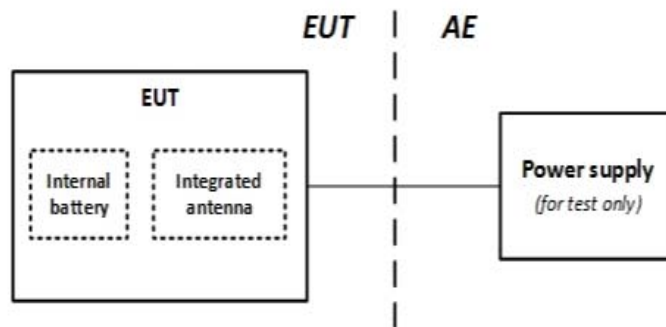 EUT
AE
EUT
Internal
battery
Integrated
antenna
Power supply
(for test only)